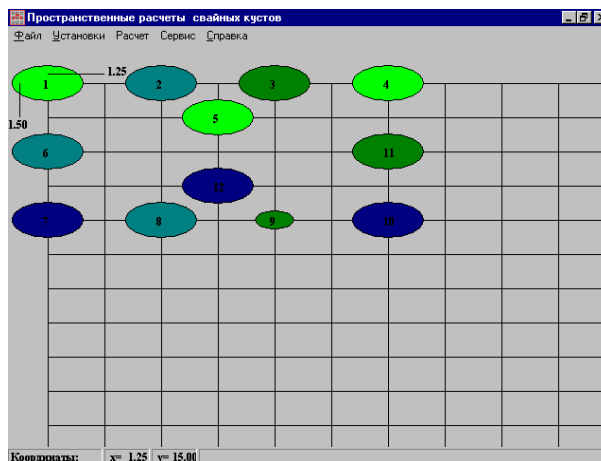 Пространственные расчеты свайных кустов
Файл Установки Расчет Сервис Справка
1.25
1 2 3 4
1.50
5
6 11
12
7 8 9 10
Координаты: x= 1.25 y= 15.00